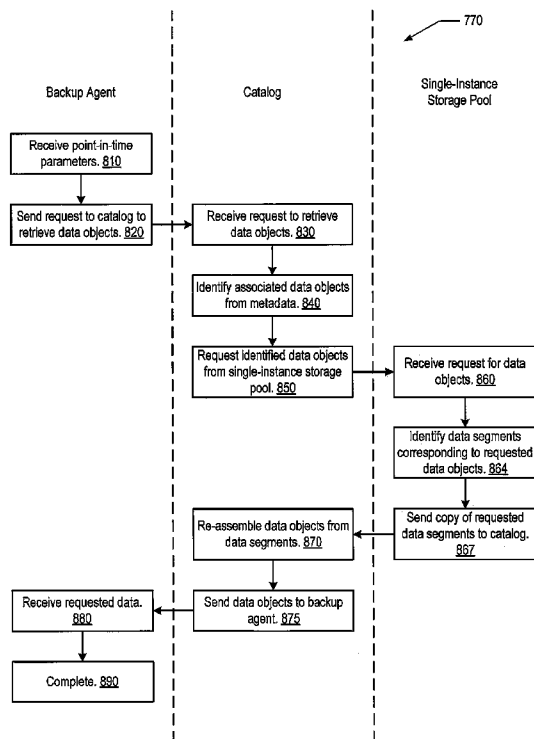 770
Backup Agent
Catalog
Single-Instance
Storage Pool
Receive point-in-time
parameters. 810
Send request to catalog to
retrieve data objects. 820
Receive request to retrieve
data objects. 830
Identify associated data objects
from metadata. 840
Request identified data objects
from single-instance storage
pool. 850
Receive request for data
objects. 860
Identify data segments
corresponding to requested
data objects. 864
Send copy of requested
data segments to catalog.
867
Re-assemble data objects from
data segments. 870
Send data objects to backup
agent. 875
Receive requested data.
880
Complete. 890